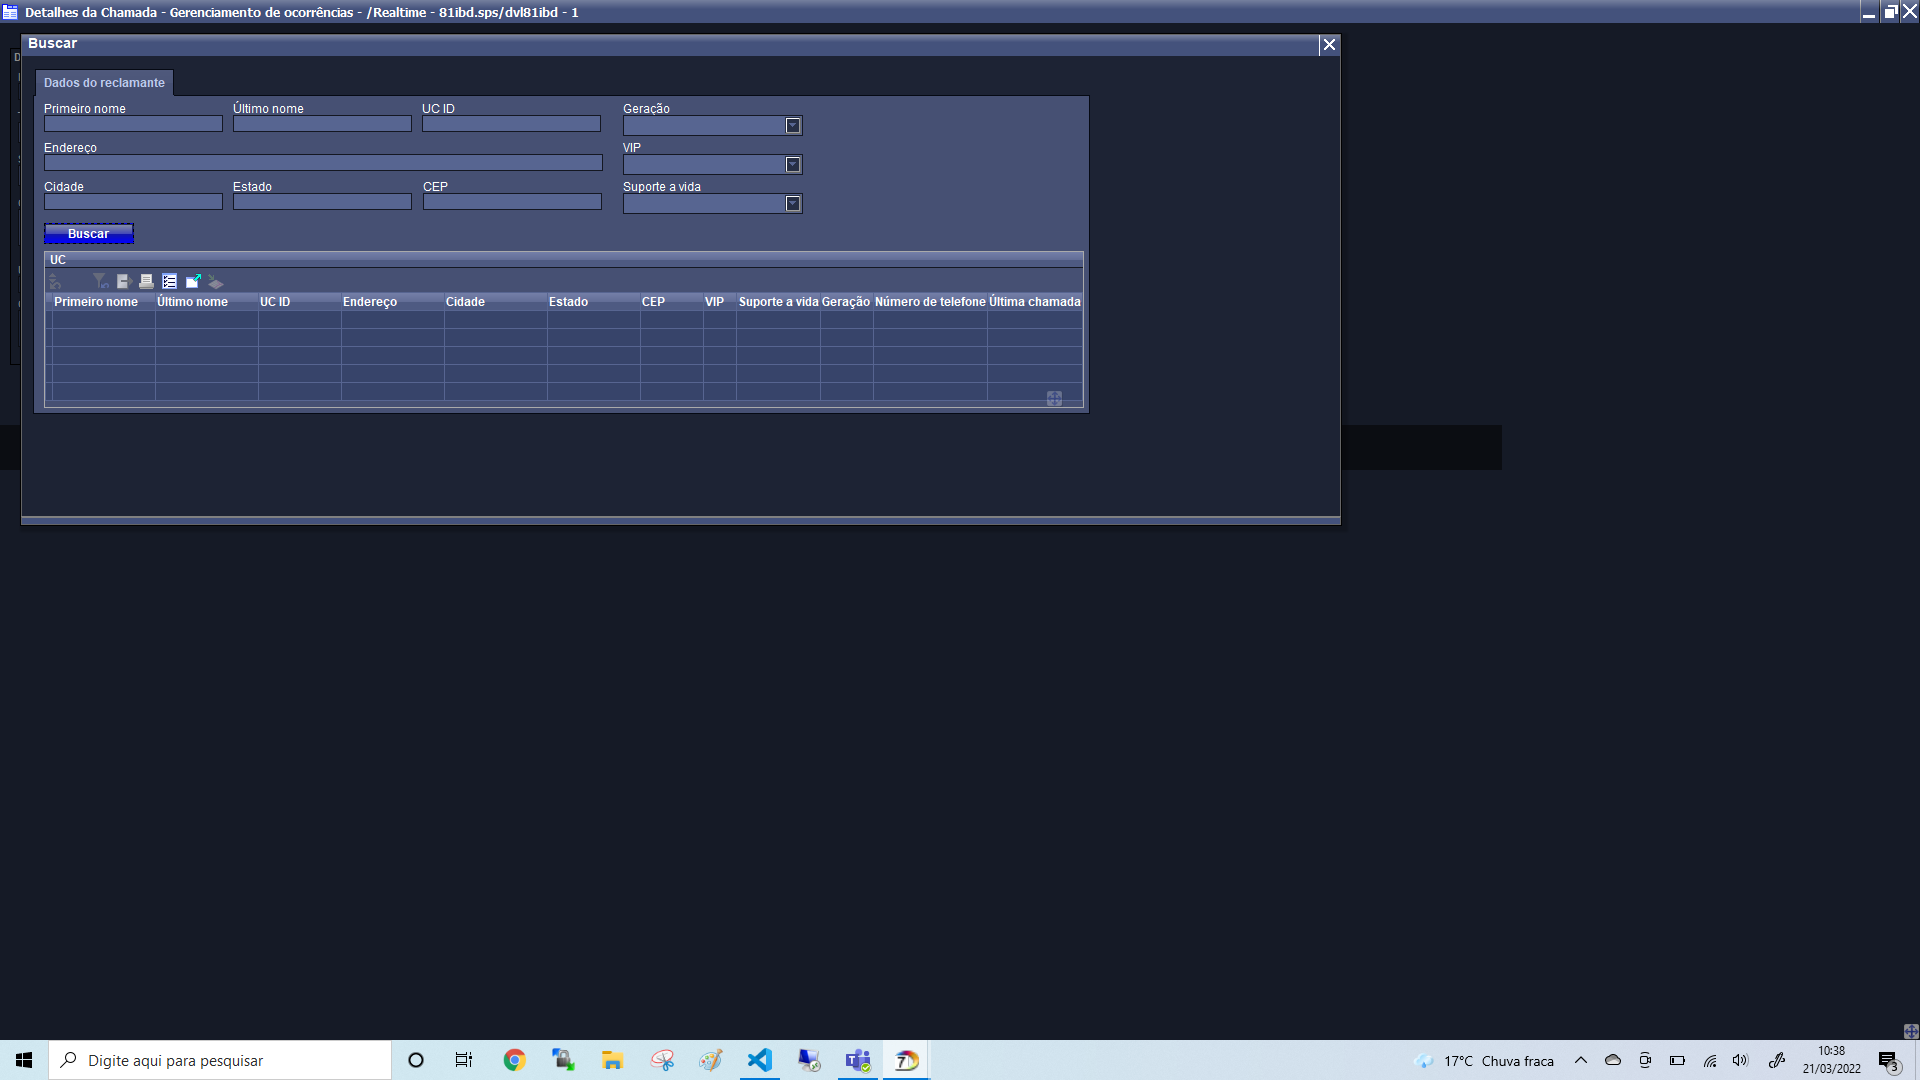 Detalhes da Chamada - Gerenciamento de ocorrências - /Realtime - 81ibd.sps/dvl81ibd - 1
Buscar
Dados do reclamante
Primeiro nome Último nome UC ID Geração
Endereço VIP
Cidade Estado CEP Suporte a vida
Buscar
UC
Primeiro nome Último nome UC ID Endereço Cidade Estado CEP VIP Suporte a vida Geração Número de telefone Última chamada
Digite aqui para pesquisar
17°C Chuva fraca
10:38
21/03/2022
3